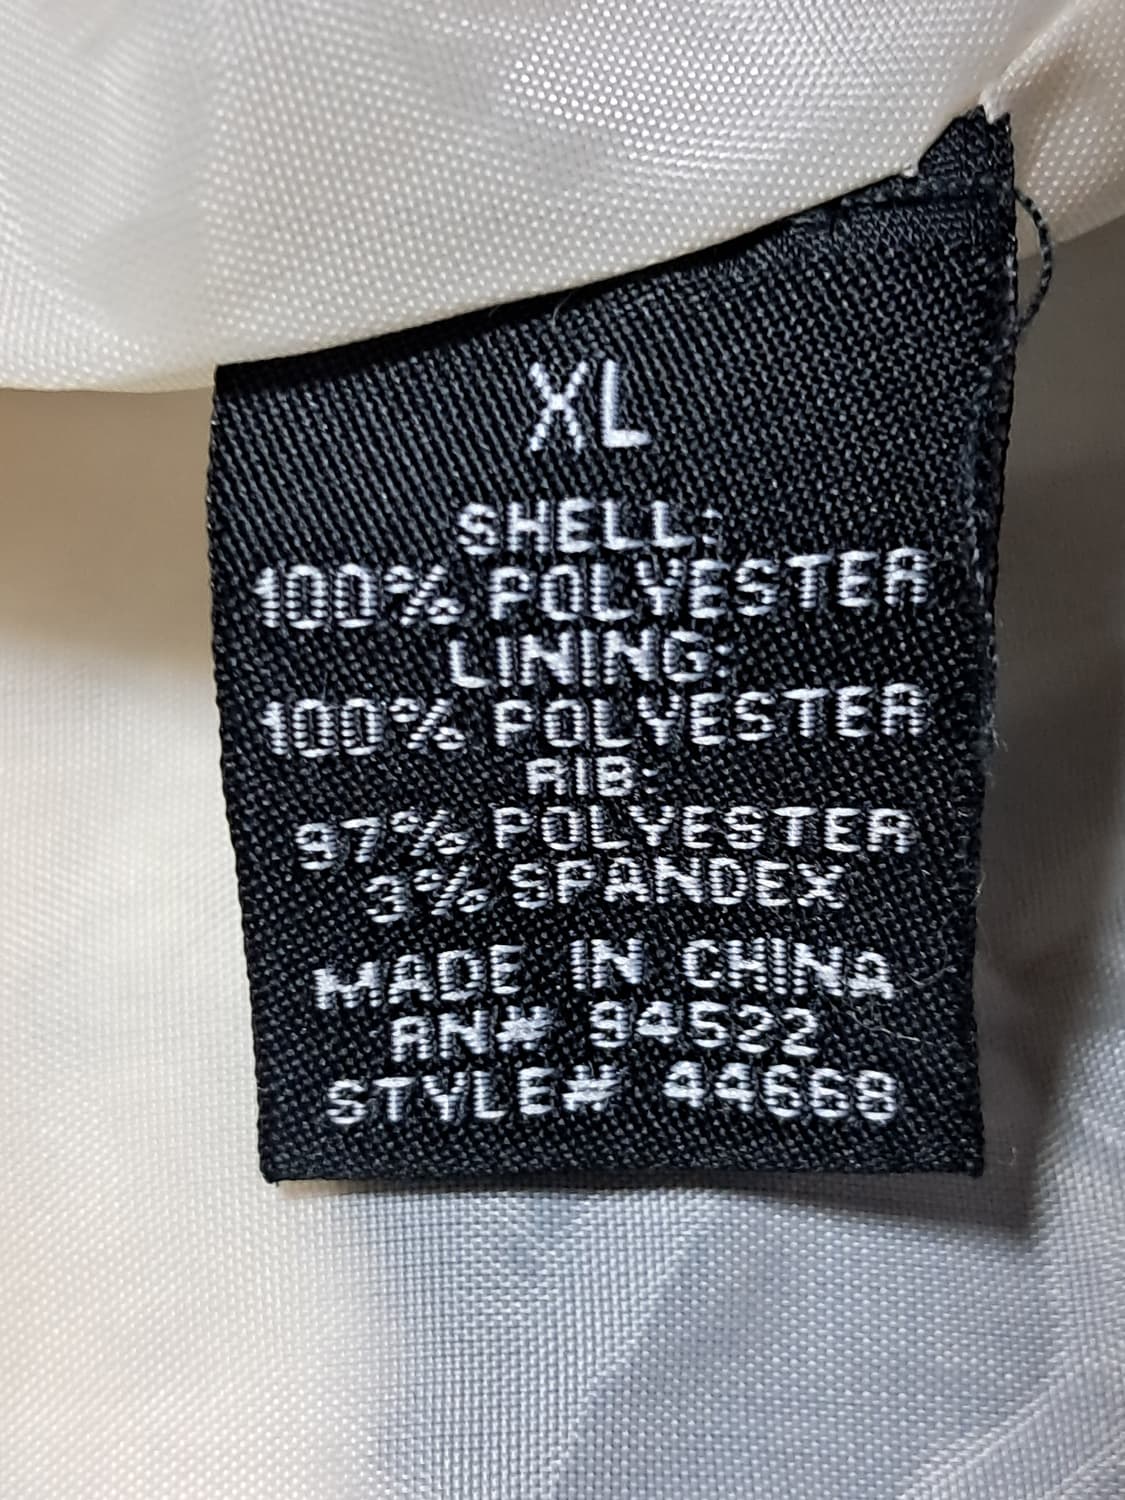 XL
SHELL:
100% POLYESTER
LINING:
100% POLYESTER
RIB:
97% POLYESTER
3% SPANDEX
MADE IN CHINA
RN# 94522
STYLE# 44668